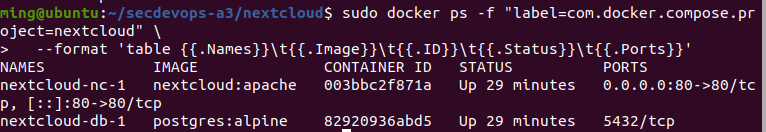 ming@ubuntu:~/secdevops-a3/nextcloud$ sudo docker ps -f "label=com.docker.compose.pr
oject=nextcloud" \
>   --format 'table {{.Names}}\t{{.Image}}\t{{.ID}}\t{{.Status}}\t{{.Ports}}'
NAMES            IMAGE              CONTAINER ID   STATUS          PORTS
nextcloud-nc-1   nextcloud:apache   003bbc2f871a   Up 29 minutes   0.0.0.0:80->80/tc
p, [::]:80->80/tcp
nextcloud-db-1   postgres:alpine    82920936abd5   Up 29 minutes   5432/tcp